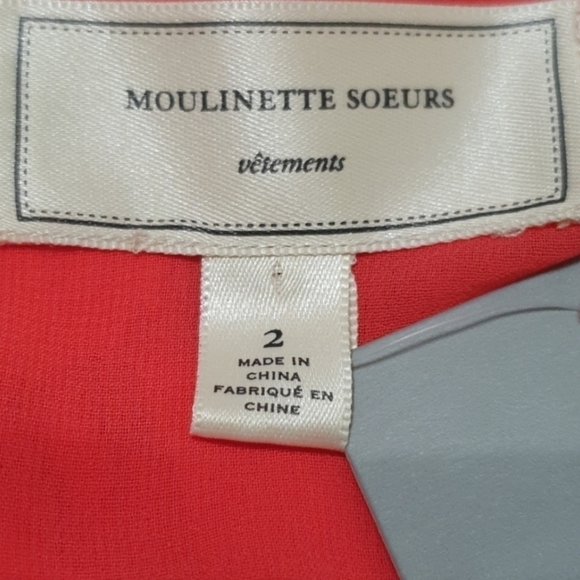 MOULINETTE SOEURS
vêtements
2
MADE IN
CHINA
FABRIQUÉ EN
CHINE